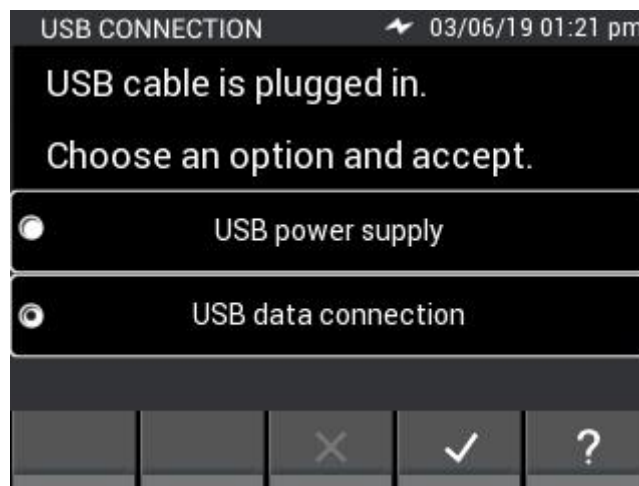 USB CONNECTION 03/06/19 01:21 pm
USB cable is plugged in.
Choose an option and accept.
USB power supply
USB data connection
?